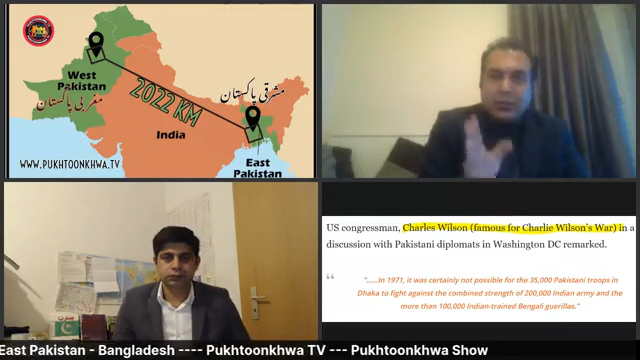 West
Pakistan
مغربی پاکستان
2022 KM
مشرقی پاکستان
India
East
Pakistan
WWW.PUKHTOONKHWA.TV
US congressman, Charles Wilson (famous for Charlie Wilson's War) in a
discussion with Pakistani diplomats in Washington DC remarked.
“......In 1971, it was certainly not possible for the 35,000 Pakistani troops in
Dhaka to fight against the combined strength of 200,000 Indian army and the
more than 100,000 Indian-trained Bengali guerillas.”
East Pakistan - Bangladesh ---- Pukhtoonkhwa TV --- Pukhtoonkhwa Show